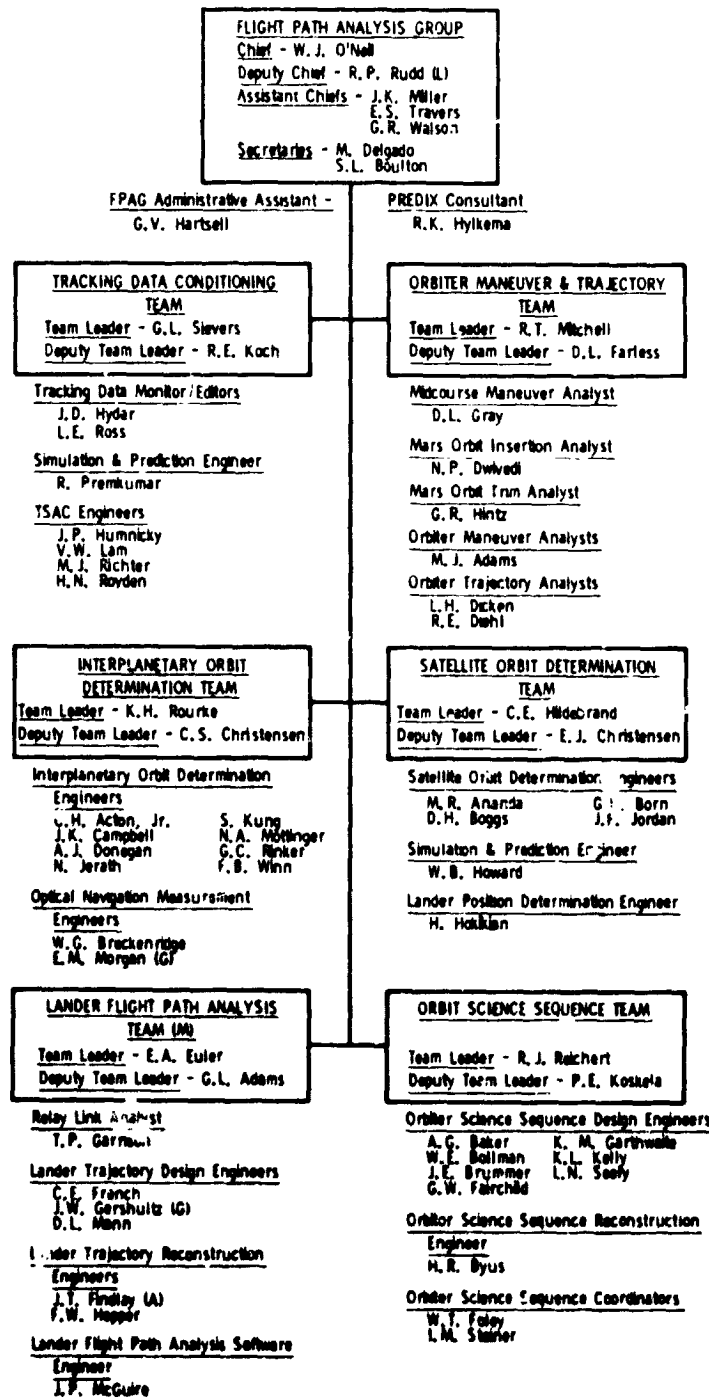 FLIGHT PATH ANALYSIS GROUP
Chief - W. J. O'Neil
Deputy Chief - R. P. Rudd (L)
Assistant Chiefs - J.K. Miller
E.S. Travers
G.R. Walson
Secretaries - M. Delgado
S.L. Boulton
FPAG Administrative Assistant -
G.V. Hartsell
PREDIX Consultant
R.K. Hylkema
TRACKING DATA CONDITIONING
TEAM
Team Leader - G.L. Sievers
Deputy Team Leader - R.E. Koch
Tracking Data Monitor/Editors
J.D. Hydar
L.E. Ross
Simulation & Prediction Engineer
R. Premkumar
TSAC Engineers
J.P. Humnicky
V.W. Lam
M.J. Richter
H.N. Royden
ORBITER MANEUVER & TRAJECTORY
TEAM
Team Leader - R.T. Mitchell
Deputy Team Leader - D.L. Farless
Midcourse Maneuver Analyst
D.L. Gray
Mars Orbit Insertion Analyst
N.P. Dwivedi
Mars Orbit Trim Analyst
G.R. Hintz
Orbiter Maneuver Analysts
M.J. Adams
Orbiter Trajectory Analysts
L.H. Dicken
R.E. Diehl
INTERPLANETARY ORBIT
DETERMINATION TEAM
Team Leader - K.H. Rourke
Deputy Team Leader - C.S. Christensen
Interplanetary Orbit Determination
Engineers
C.H. Acton, Jr. S. Kung
J.K. Campbell N.A. Mottinger
A.J. Donegan G.C. Rinker
N. Jerath F.B. Winn
Optical Navigation Measurement
Engineers
W.G. Breckenridge
E.M. Morgan (G)
SATELLITE ORBIT DETERMINATION
TEAM
Team Leader - C.E. Hildebrand
Deputy Team Leader - E.J. Christensen
Satellite Orbit Determination Engineers
M.R. Ananda Born
D.H. Boggs J.F. Jordan
Simulation & Prediction Engineer
W.B. Howard
Lander Position Determination Engineer
H. Hokikian
LANDER FLIGHT PATH ANALYSIS
TEAM (M)
Team Leader - E.A. Euler
Deputy Team Leader - G.L. Adams
Relay Link Analyst
T.P.
Lander Trajectory Design Engineers
C.E. French
J.W. Gershultz (G)
D.L. Mann
Lander Trajectory Reconstruction
Engineers
J.T. Findlay (A)
F.W. Hopper
Lander Flight Path Analysis Software
Engineer
J.P. McGuire
ORBIT SCIENCE SEQUENCE TEAM
Team Leader - R.J. Reichert
Deputy Team Leader - P.E. Koskela
Orbiter Science Sequence Design Engineers
A.G. Baker K.M. Garthwaite
W.E. Bollman K.L. Kelly
J.E. Brummer L.N. Seely
G.W. Fairchild
Orbitor Science Sequence Reconstruction
Engineer
H.R. Byus
Orbiter Science Sequence Coordinators
W.T. Foley
I.M. Steiner